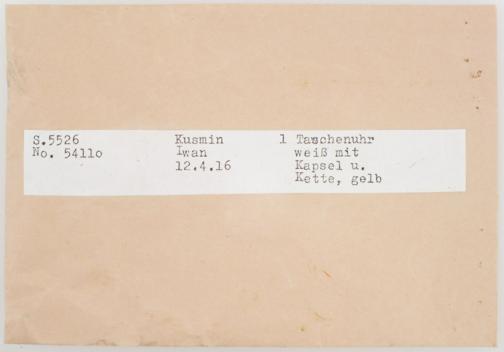 S.5526 Kusmin 1 Taschenuhr
No. 54110 Iwan weiß mit
12.4.16 Kapsel u.
Kette, gelb